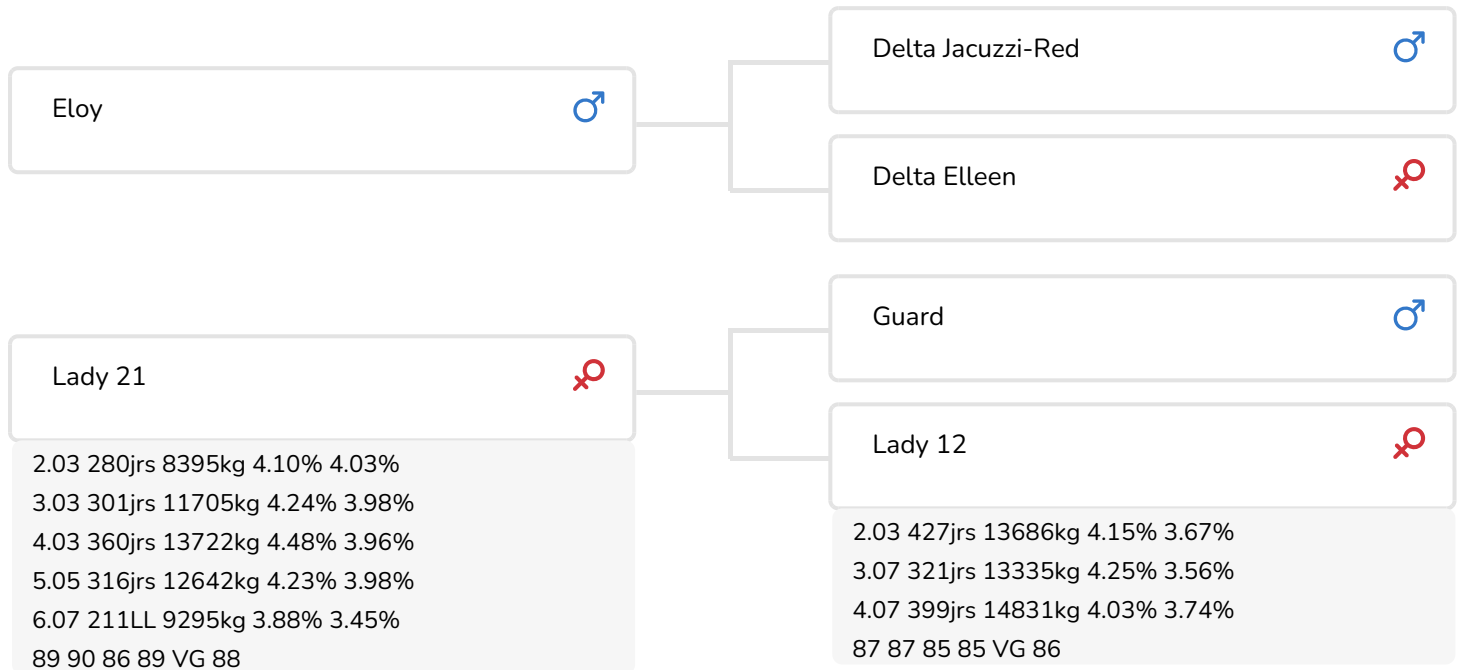 Eloy
Delta Jacuzzi-Red
Delta Elleen
Lady 21
2.03 280jrs 8395kg 4.10% 4.03%
3.03 301jrs 11705kg 4.24% 3.98%
4.03 360jrs 13722kg 4.48% 3.96%
5.05 316jrs 12642kg 4.23% 3.98%
6.07 211LL 9295kg 3.88% 3.45%
89 90 86 89 VG 88
Guard
Lady 12
2.03 427jrs 13686kg 4.15% 3.67%
3.07 321jrs 13335kg 4.25% 3.56%
4.07 399jrs 14831kg 4.03% 3.74%
87 87 85 85 VG 86